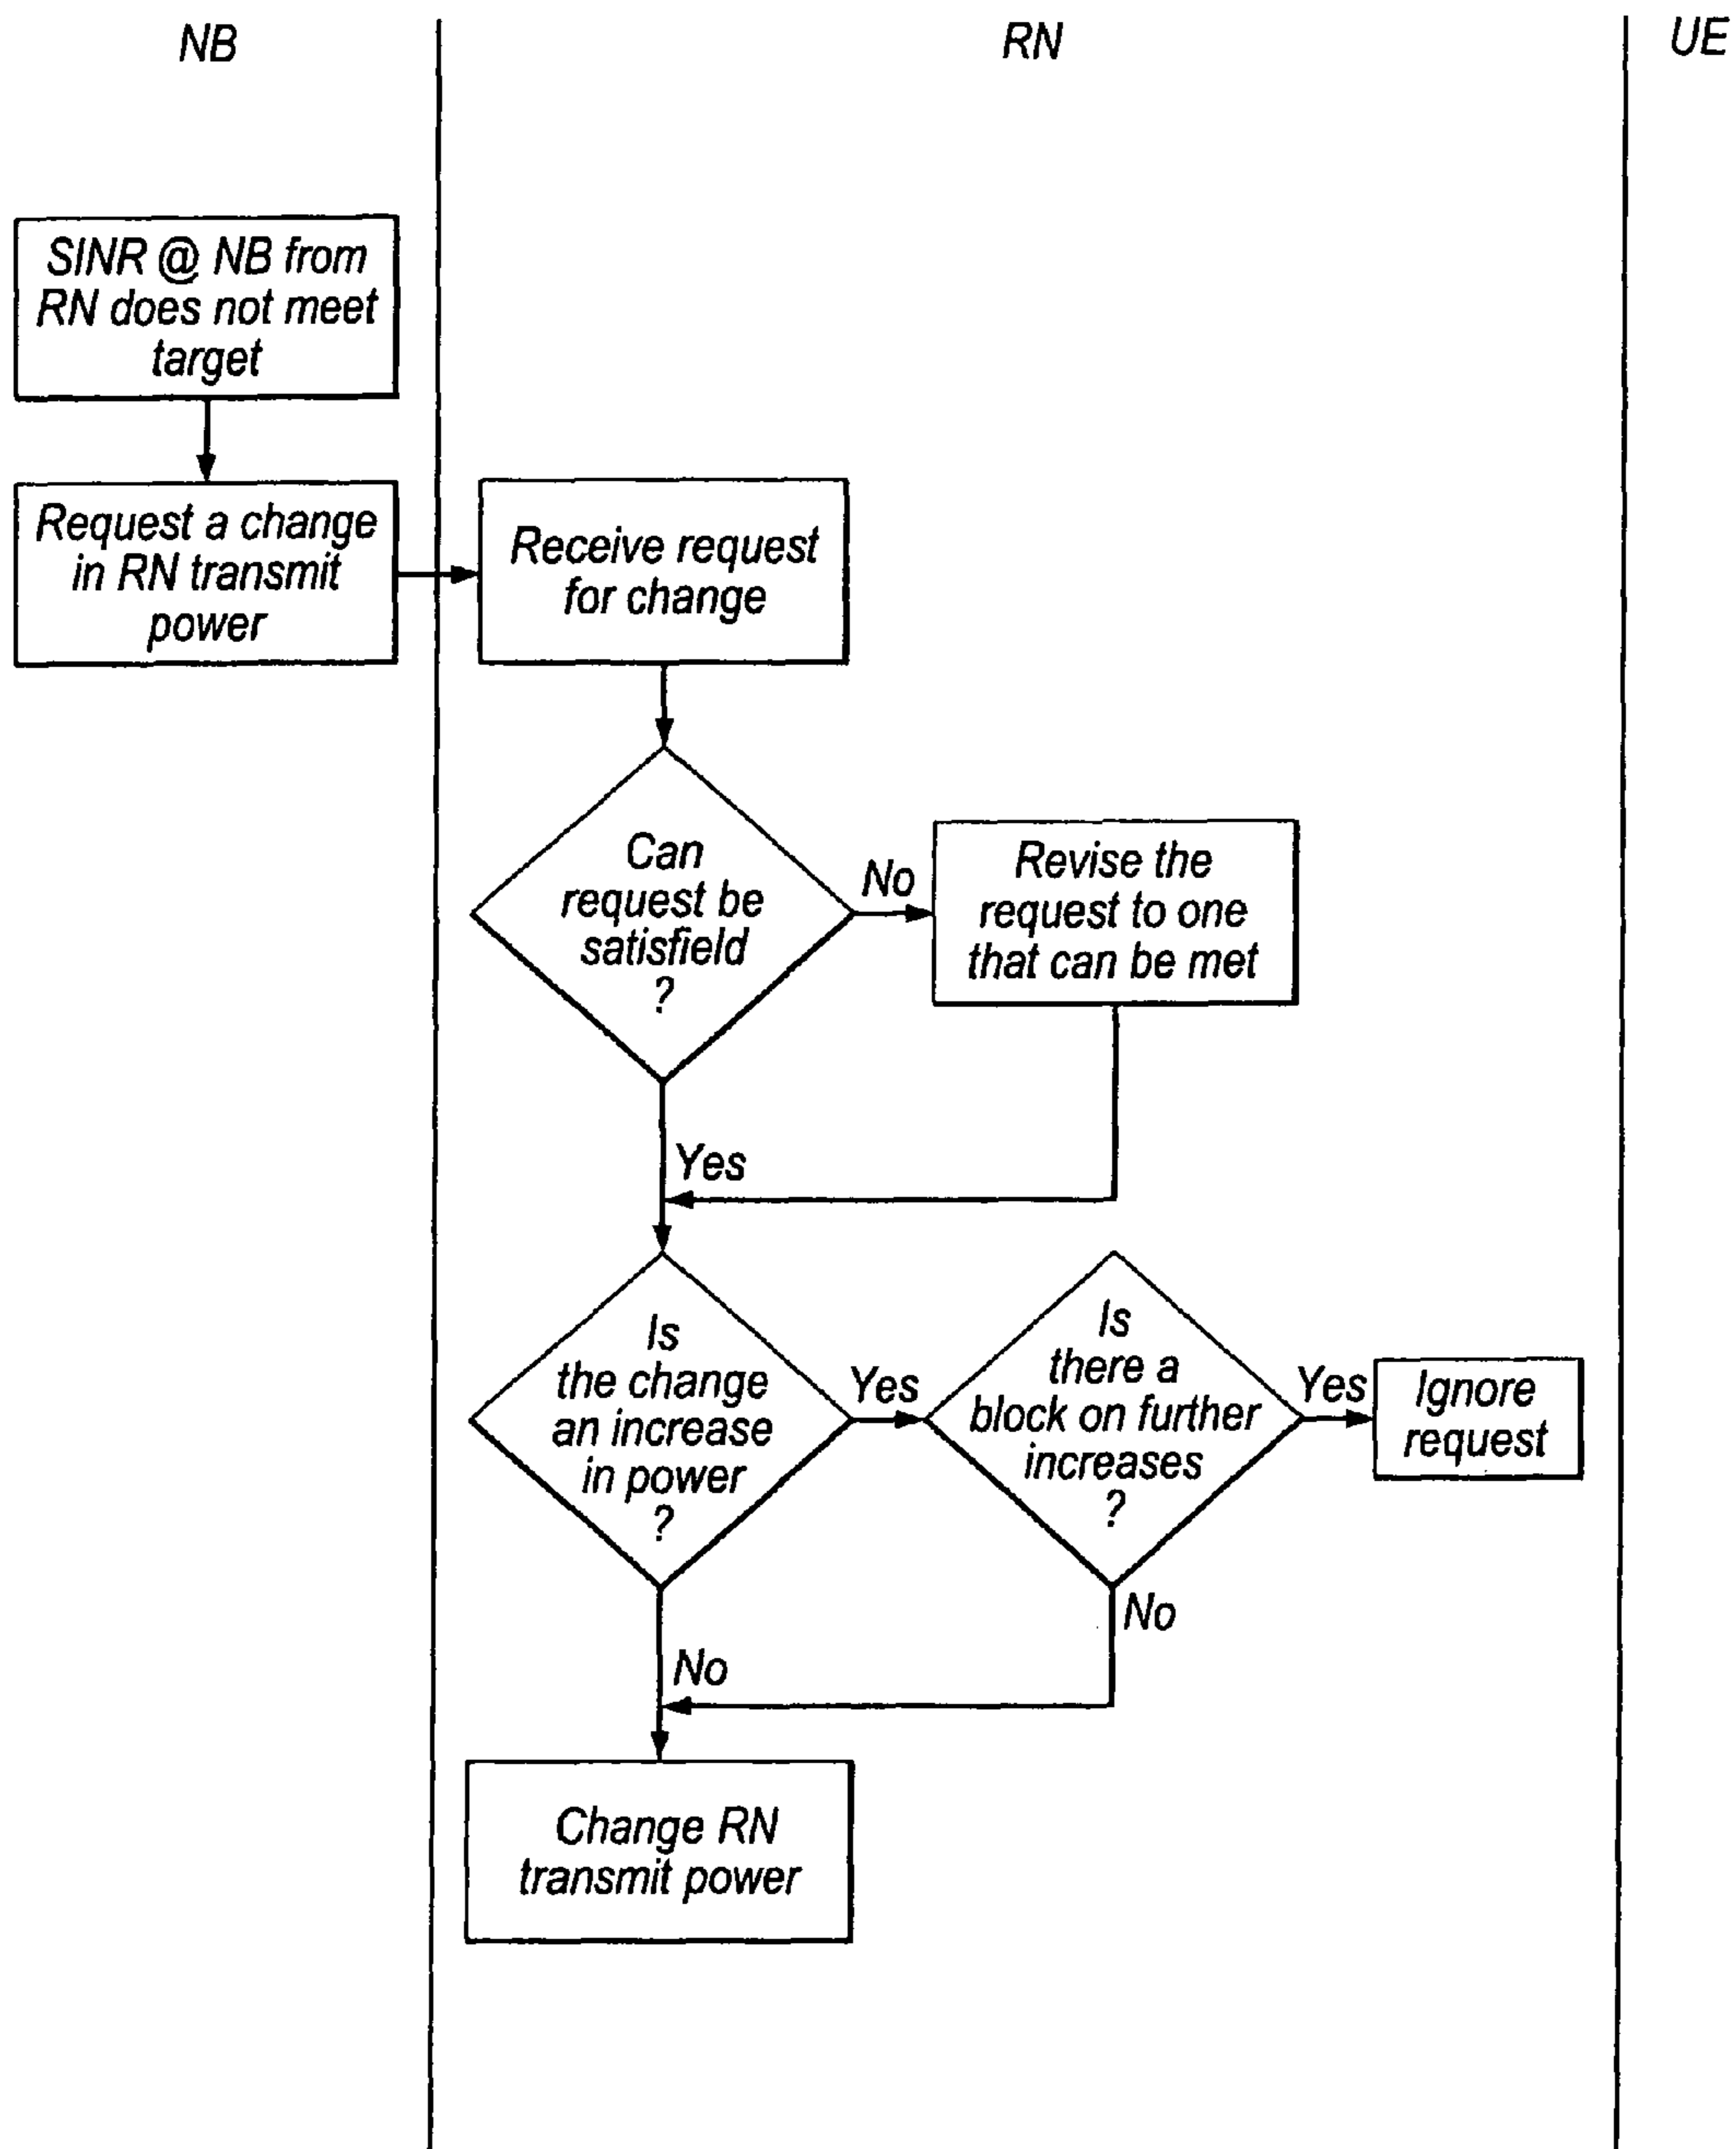 NB
RN
UE
SINR @ NB from
RN does not meet
target
Request a change
in RN transmit
power
Receive request
for change
Can
request be
satisfield
?
No
Revise the
request to one
that can be met
Yes
Is
the change
an increase
in power
?
Yes
Is
there a
block on further
increases
?
Yes
Ignore
request
No
No
Change RN
transmit power